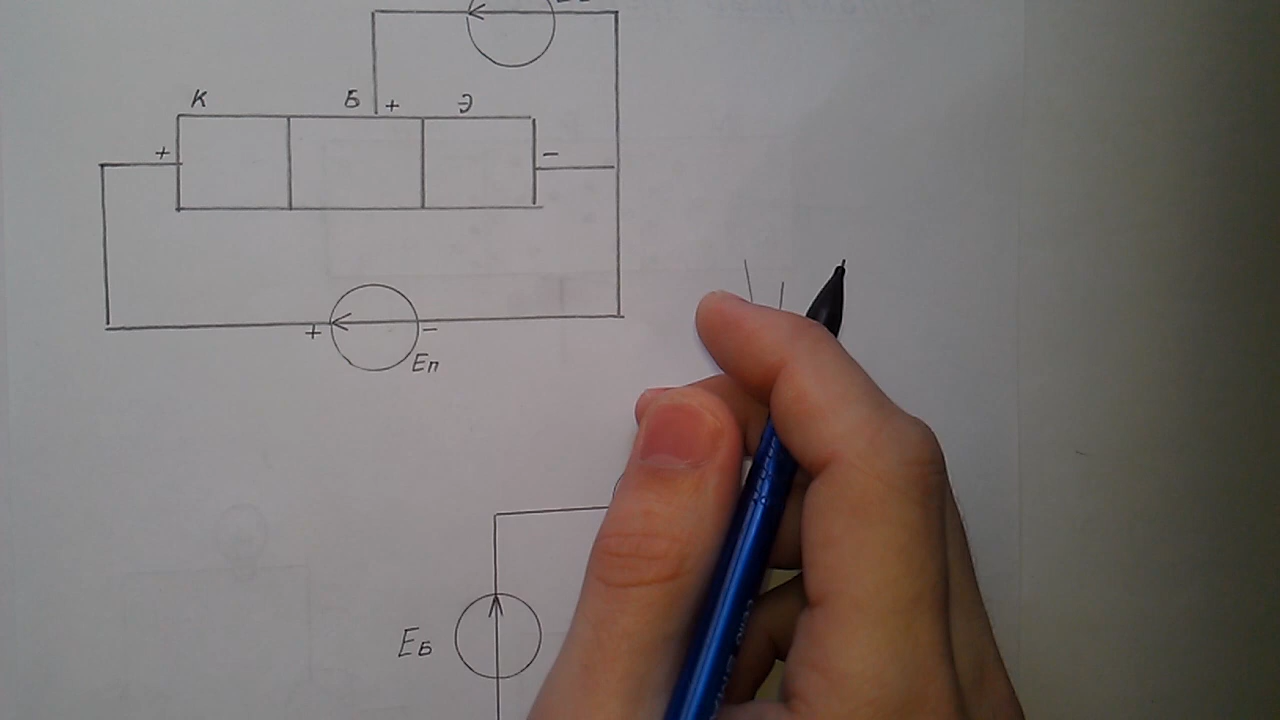 К Б + Э
+ -
+ -
Еп
ЕБ